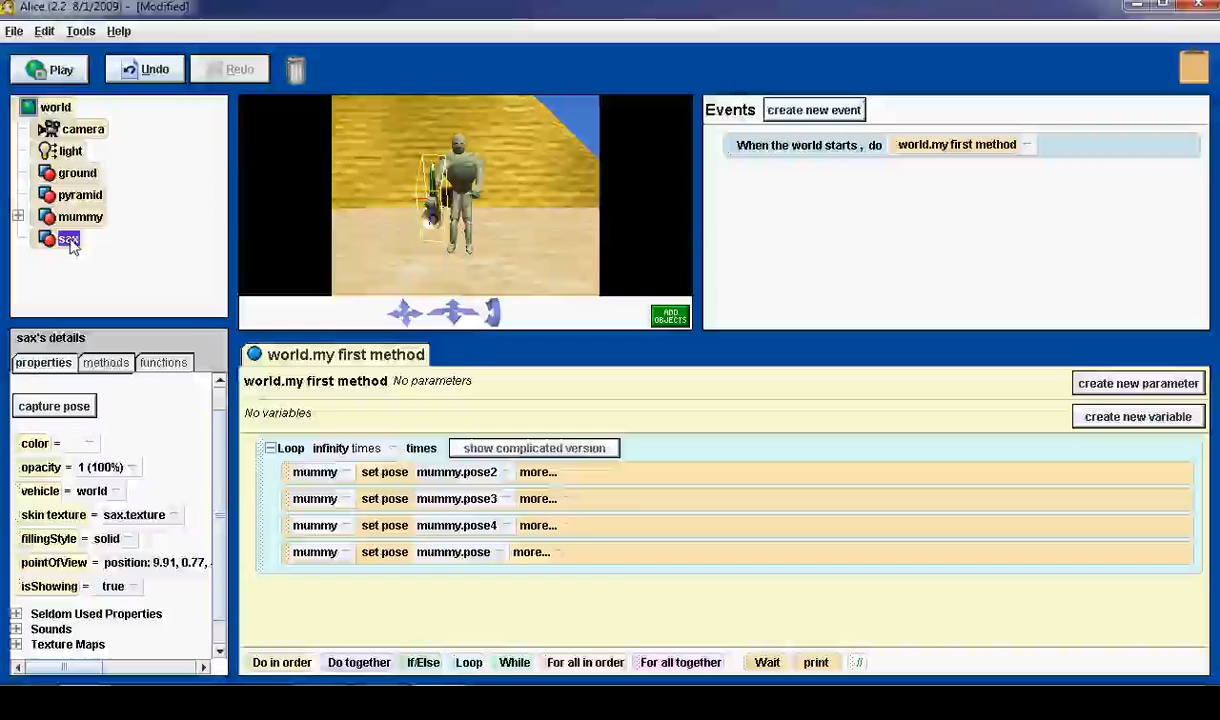 Alice (2.2 8/1/2009) - [Modified]
File Edit Tools Help
Play Undo Redo
world
camera
light
ground
pyramid
mummy
sax
ADD OBJECTS
Events create new event
When the world starts, do world.my first method
sax's details
properties methods functions
capture pose
color =
opacity = 1 (100%)
vehicle = world
skin texture = sax.texture
fillingStyle = solid
pointOfView = position: 9.91, 0.77,
isShowing = true
Seldom Used Properties
Sounds
Texture Maps
world.my first method
world.my first method No parameters create new parameter
No variables create new variable
Loop infinity times times show complicated version
mummy set pose mummy.pose2 more...
mummy set pose mummy.pose3 more...
mummy set pose mummy.pose4 more...
mummy set pose mummy.pose more...
Do in order Do together If/Else Loop While For all in order For all together Wait print //